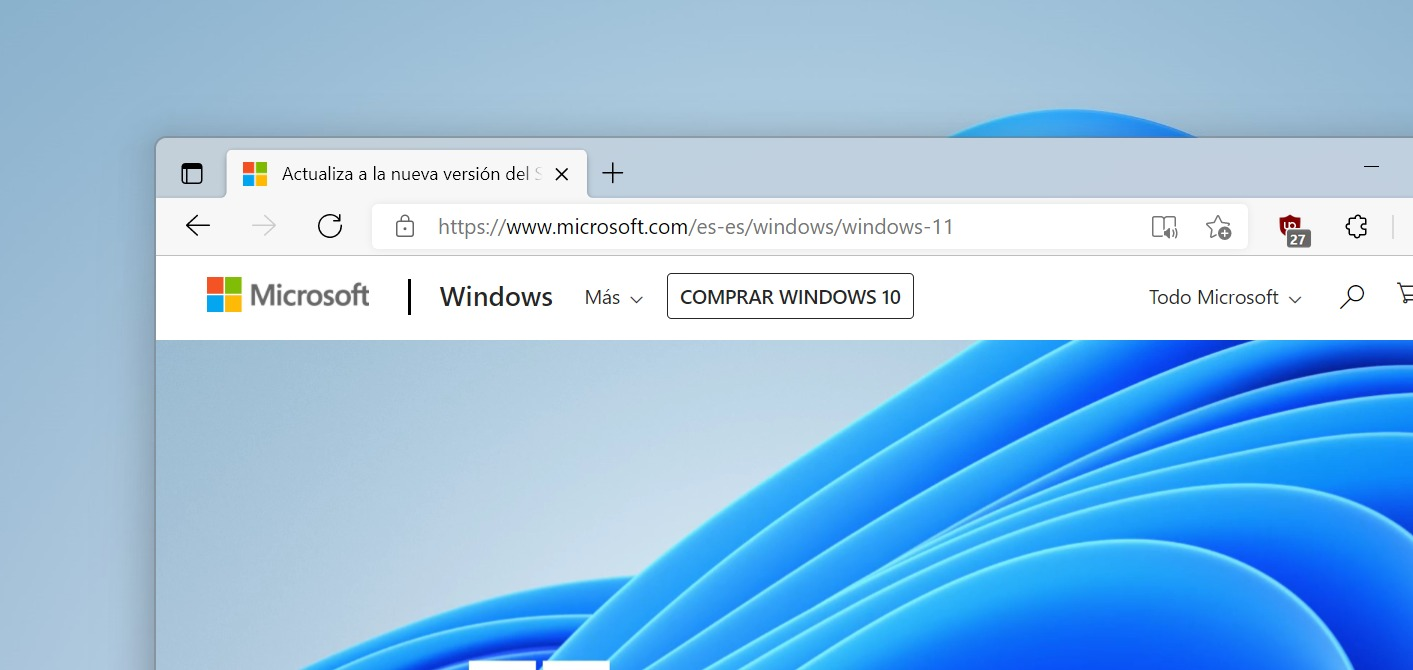 Actualiza a la nueva versión del
https://www.microsoft.com/es-es/windows/windows-11
27
Microsoft
Windows Más COMPRAR WINDOWS 10 Todo Microsoft